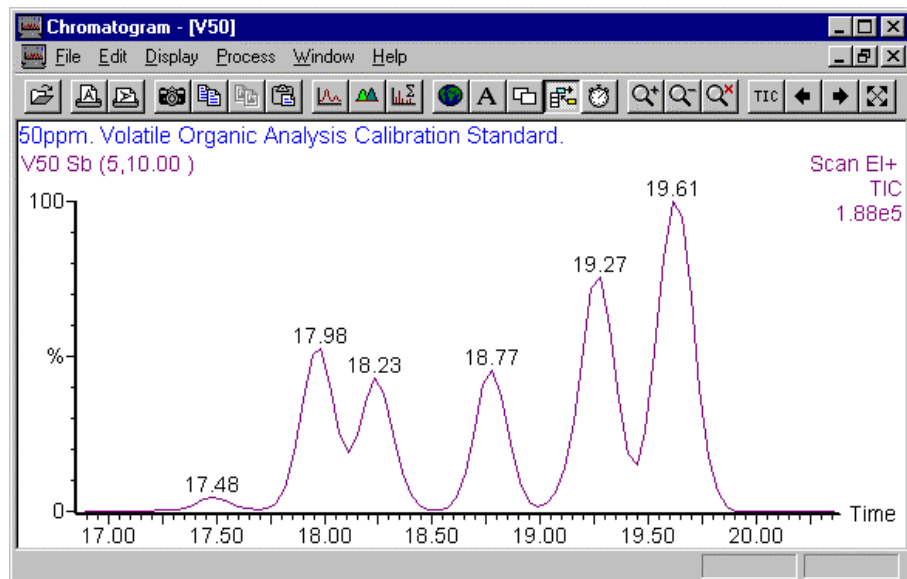 Chromatogram - [V50]
File Edit Display Process Window Help
A A A Σ TIC
50ppm. Volatile Organic Analysis Calibration Standard.
V50 Sb (5,10.00 )
Scan EI+
TIC
1.88e5
19.61
19.27
17.98
18.23
18.77
17.48
100
%
0
17.00 17.50 18.00 18.50 19.00 19.50 20.00
Time